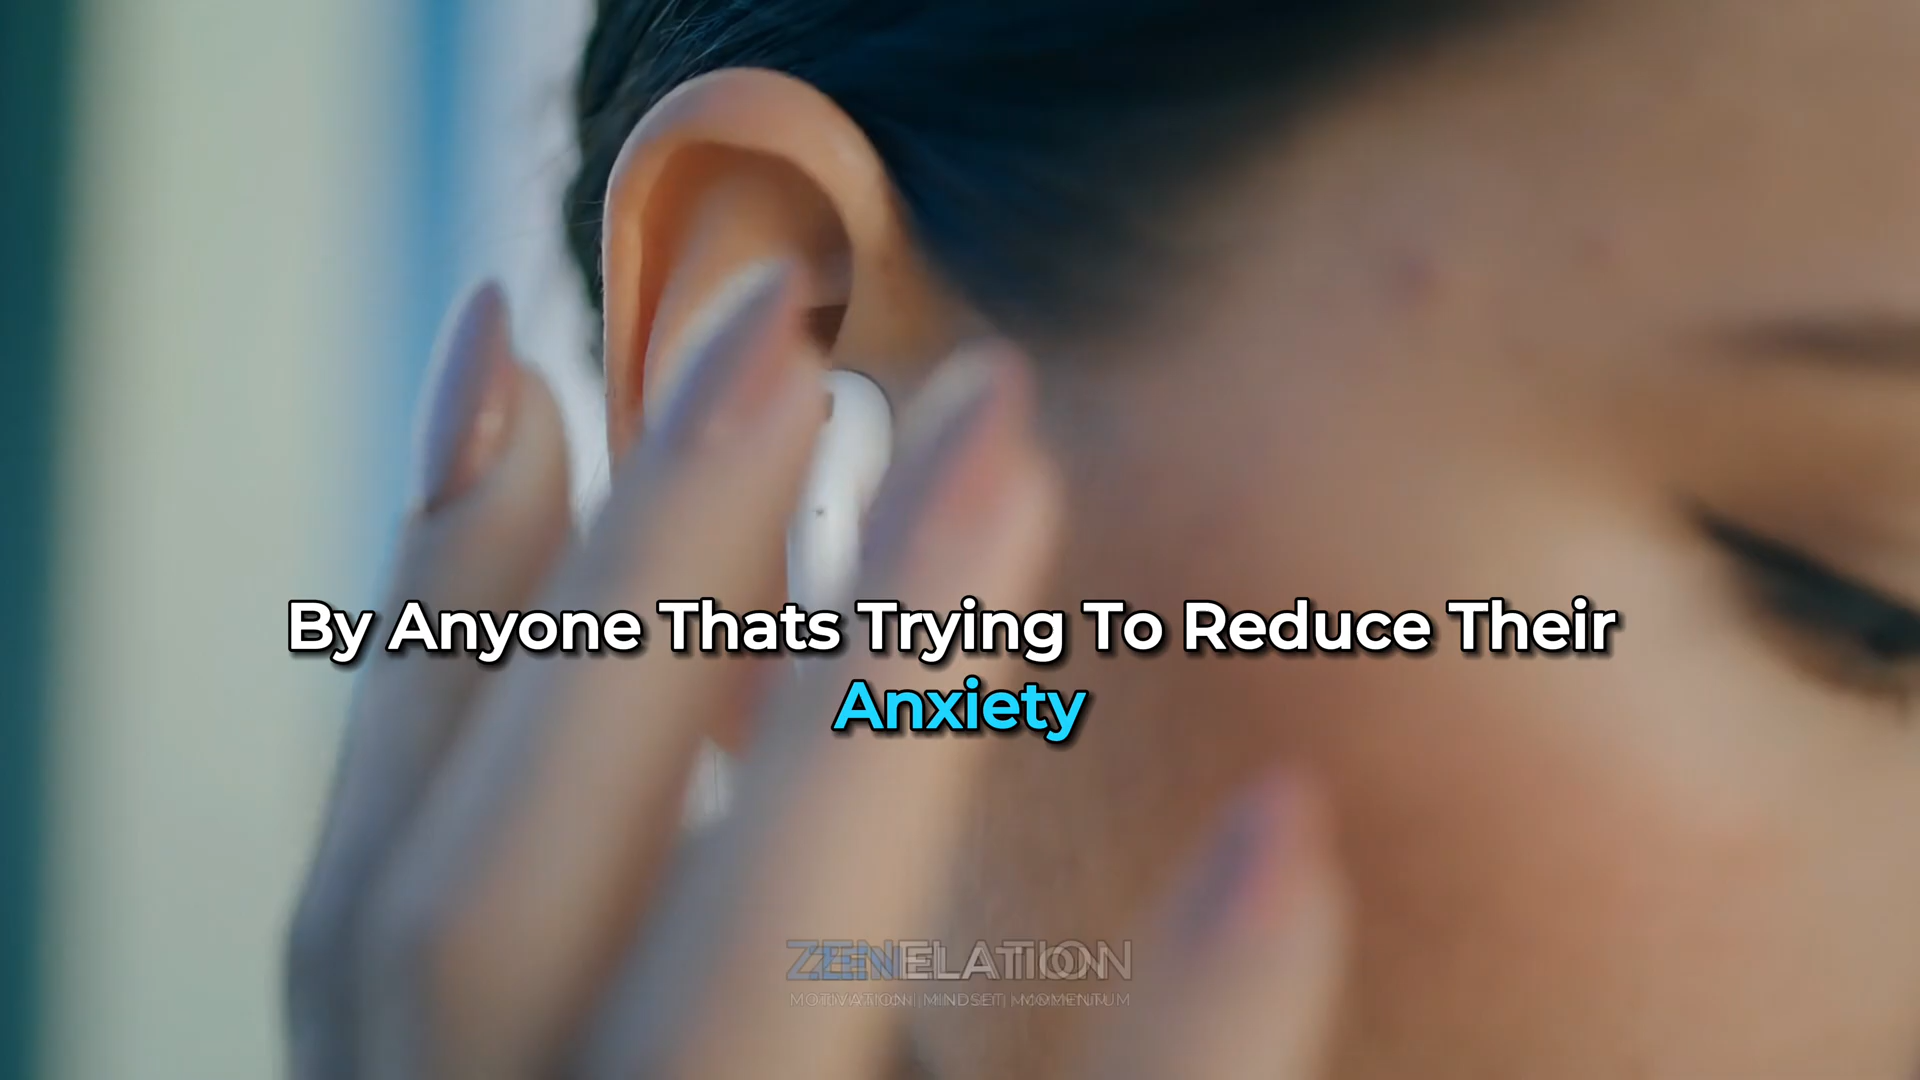 By Anyone Thats Trying To Reduce Their
Anxiety
ZENELATION
MOTIVATION | MINDSET | MOMENTUM